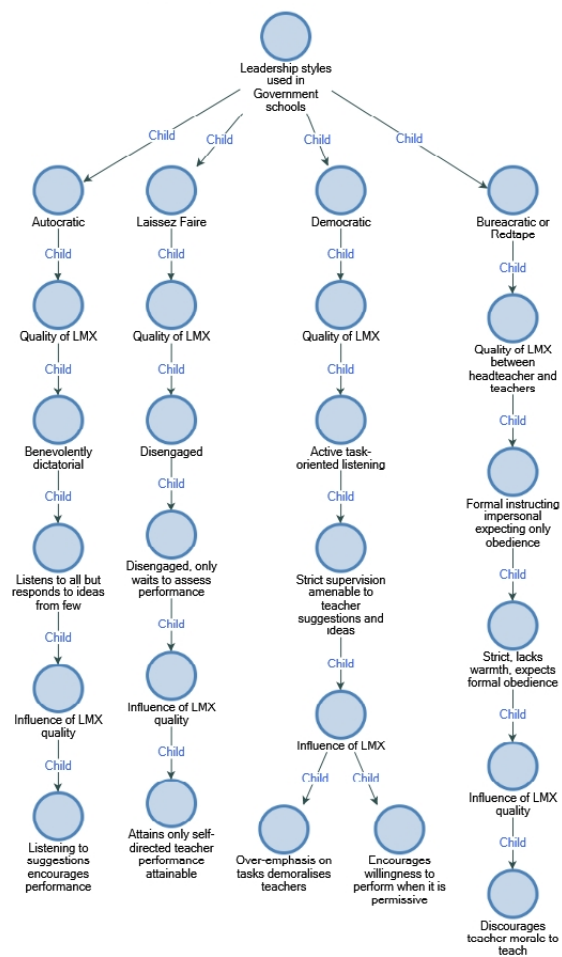 Leadership styles
used in
Government
schools
Child
Child
Child
Child
Autocratic
Laissez Faire
Democratic
Bureacratic or
Redtape
Child
Child
Child
Child
Quality of LMX
Quality of LMX
Quality of LMX
Quality of LMX
between
headteacher and
teachers
Child
Child
Child
Child
Benevolently
dictatorial
Disengaged
Active task-
oriented listening
Formal instructing
impersonal
expecting only
obedience
Child
Child
Child
Child
Listens to all but
responds to ideas
from few
Disengaged, only
waits to assess
performance
Strict supervision
amenable to
teacher
suggestions and
ideas
Strict, lacks
warmth, expects
formal obedience
Child
Child
Child
Child
Influence of LMX
quality
Influence of LMX
quality
Influence of LMX
Influence of LMX
quality
Child
Child
Child
Child
Child
Listening to
suggestions
encourages
performance
Attains only self-
directed teacher
performance
attainable
Over-emphasis on
tasks demoralises
teachers
Encourages
willingness to
perform when it is
permissive
Discourages
teacher morale to
teach